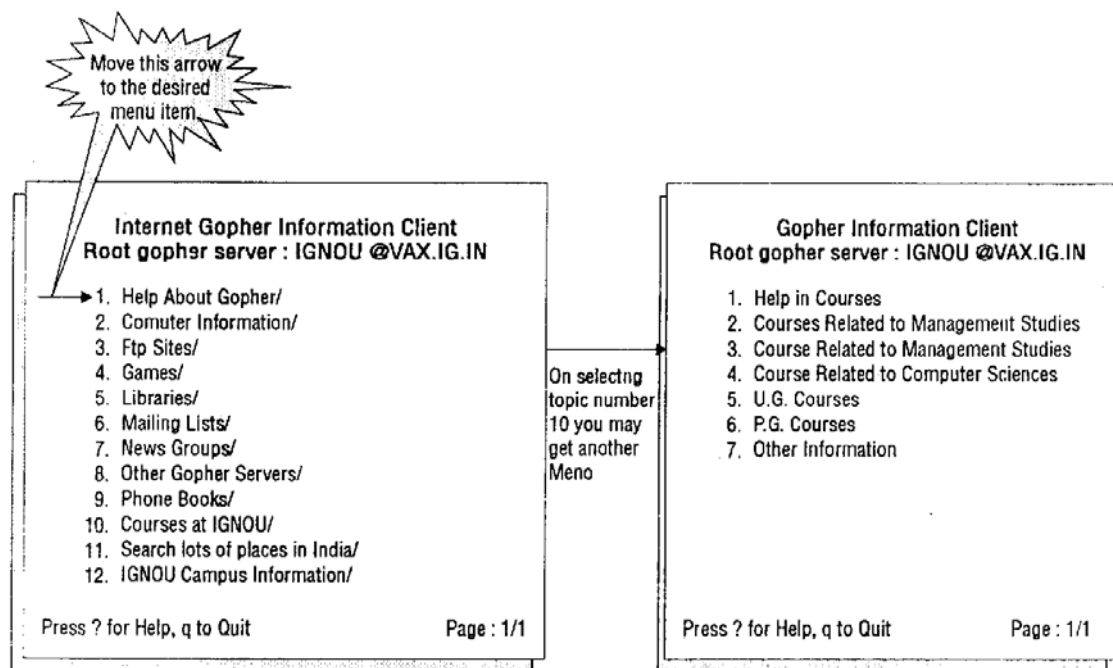 Move this arrow
to the desired
menu item
Internet Gopher Information Client
Root gopher server : IGNOU @VAX.IG.IN
1. Help About Gopher/
2. Comuter Information/
3. Ftp Sites/
4. Games/
5. Libraries/
6. Mailing Lists/
7. News Groups/
8. Other Gopher Servers/
9. Phone Books/
10. Courses at IGNOU/
11. Search lots of places in India/
12. IGNOU Campus Information/
Press ? for Help, q to Quit Page : 1/1
On selectng
topic number
10 you may
get another
Meno
Gopher Information Client
Root gopher server : IGNOU @VAX.IG.IN
1. Help in Courses
2. Courses Related to Management Studies
3. Course Related to Management Studies
4. Course Related to Computer Sciences
5. U.G. Courses
6. P.G. Courses
7. Other Information
Press ? for Help, q to Quit Page : 1/1